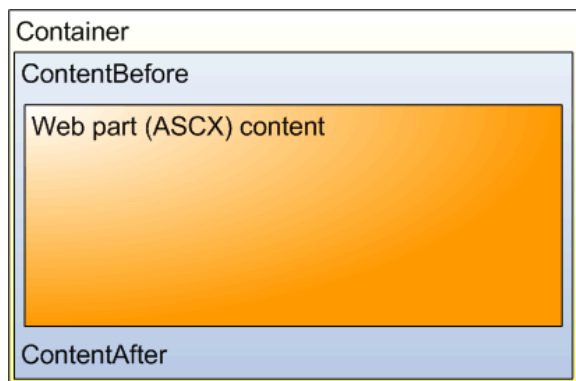 Container
ContentBefore
Web part (ASCX) content
ContentAfter